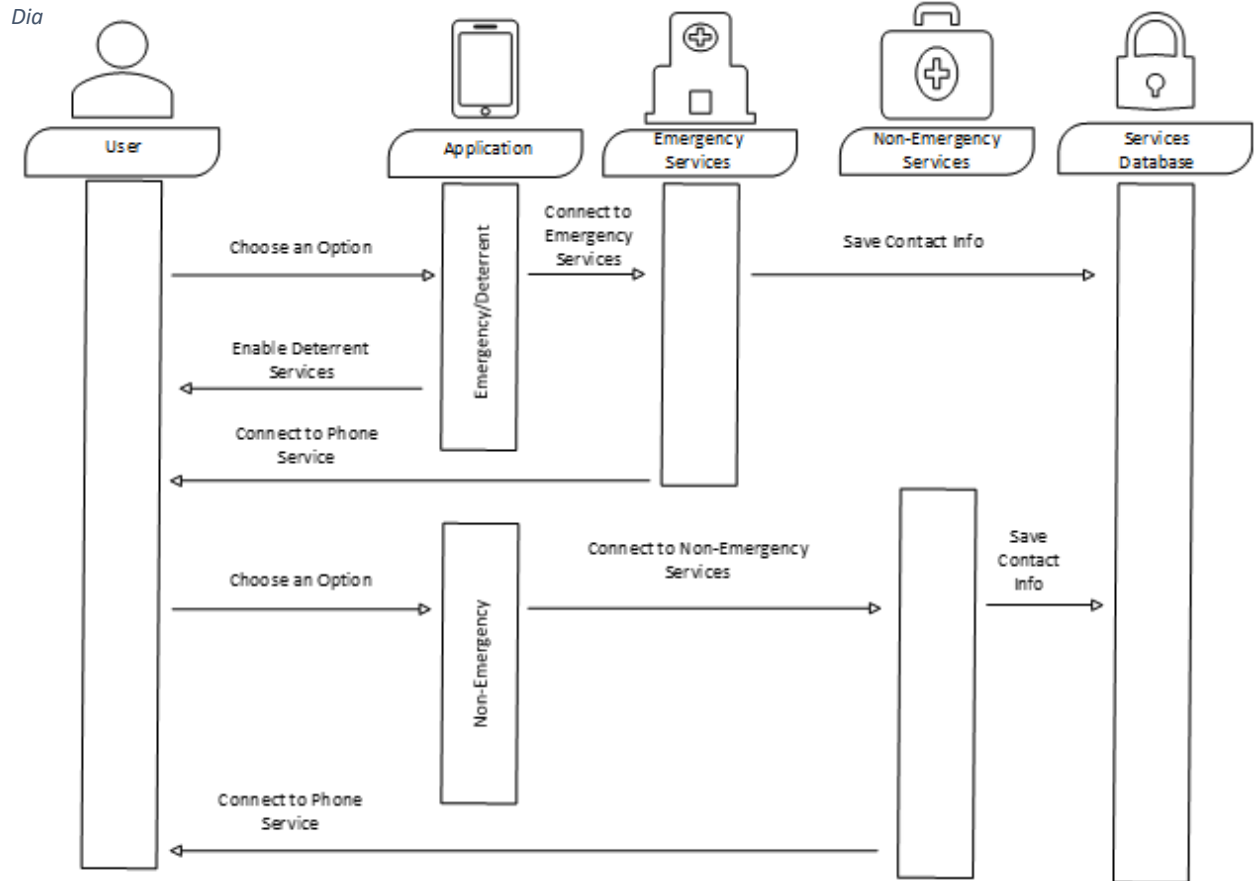 Dia
User
Application
Emergency
Services
Non-Emergency
Services
Services
Database
Choose an Option
Emergency/Deterrent
Connect to
Emergency
Services
Save Contact Info
Enable Deterrent
Services
Connect to Phone
Service
Choose an Option
Non-Emergency
Connect to Non-Emergency
Services
Save
Contact
Info
Connect to Phone
Service